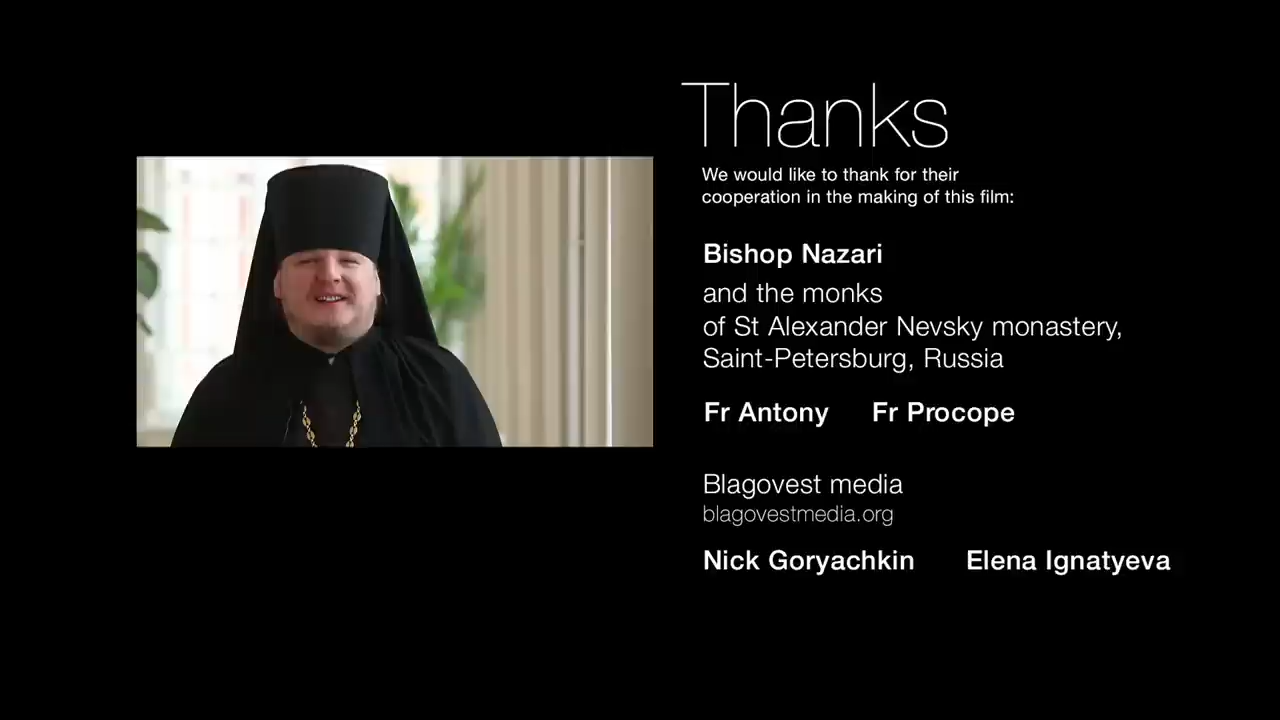 Thanks
We would like to thank for their
cooperation in the making of this film:
Bishop Nazari
and the monks
of St Alexander Nevsky monastery,
Saint-Petersburg, Russia
Fr Antony Fr Procope
Blagovest media
blagovestmedia.org
Nick Goryachkin Elena Ignatyeva